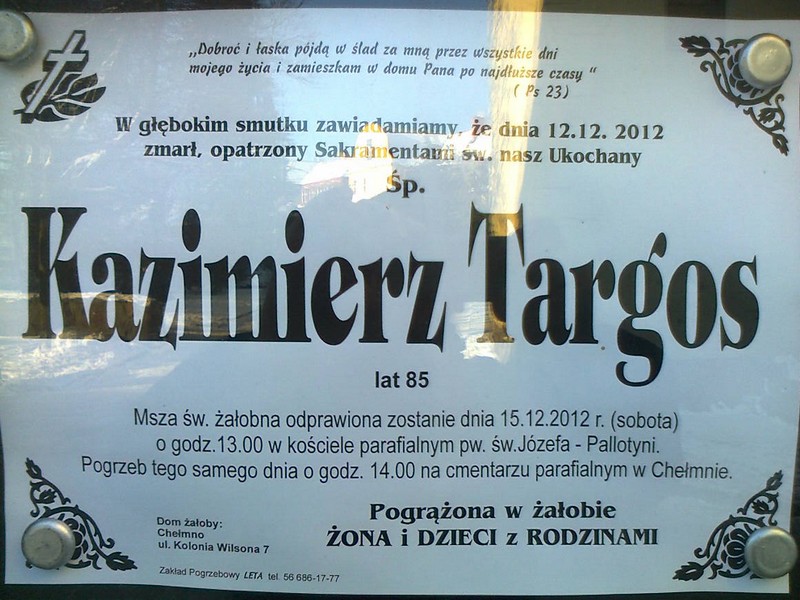 „Dobroć i łaska pójdą w ślad za mną przez wszystkie dni
mojego życia i zamieszkam w domu Pana po najdłuższe czasy “
( Ps 23)
W głębokim smutku zawiadamiamy, że dnia 12.12. 2012
zmarł, opatrzony Sakramentami św. nasz Ukochany
Śp.
Kazimierz Targos
lat 85
Msza św. żałobna odprawiona zostanie dnia 15.12.2012 r. (sobota)
o godz.13.00 w kościele parafialnym pw. św.Józefa - Pallotyni.
Pogrzeb tego samego dnia o godz. 14.00 na cmentarzu parafialnym w Chełmnie.
Pogrążona w żałobie
ŻONA i DZIECI z RODZINAMI
Dom żałoby:
Chełmno
ul. Kolonia Wilsona 7
Zakład Pogrzebowy LETA tel. 56 686-17-77